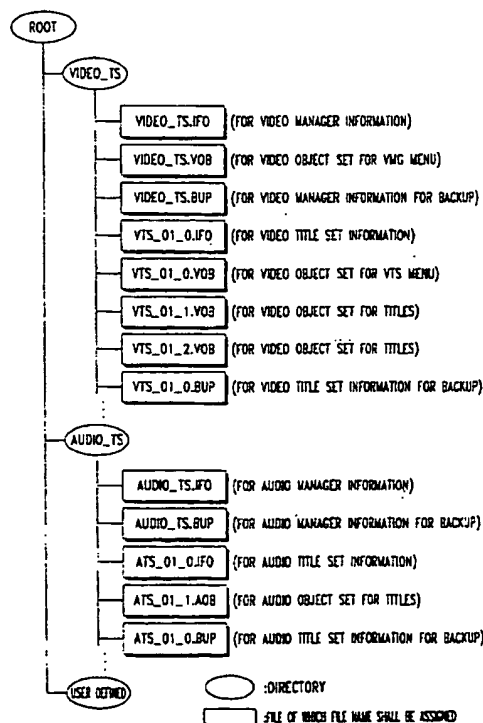 ROOT
VIDEO_TS
VIDEO_TS.IFO (FOR VIDEO MANAGER INFORMATION)
VIDEO_TS.VOB (FOR VIDEO OBJECT SET FOR VMG MENU)
VIDEO_TS.BUP (FOR VIDEO MANAGER INFORMATION FOR BACKUP)
VTS_01_0.IFO (FOR VIDEO TITLE SET INFORMATION)
VTS_01_0.VOB (FOR VIDEO OBJECT SET FOR VTS MENU)
VTS_01_1.VOB (FOR VIDEO OBJECT SET FOR TITLES)
VTS_01_2.VOB (FOR VIDEO OBJECT SET FOR TITLES)
VTS_01_0.BUP (FOR VIDEO TITLE SET INFORMATION FOR BACKUP)
AUDIO_TS
AUDIO_TS.IFO (FOR AUDIO MANAGER INFORMATION)
AUDIO_TS.BUP (FOR AUDIO MANAGER INFORMATION FOR BACKUP)
ATS_01_0.IFO (FOR AUDIO TITLE SET INFORMATION)
ATS_01_1.AOB (FOR AUDIO OBJECT SET FOR TITLES)
ATS_01_0.BUP (FOR AUDIO TITLE SET INFORMATION FOR BACKUP)
USER DEFINED
:DIRECTORY
:FILE OF WHICH FILE NAME SHALL BE ASSIGNED